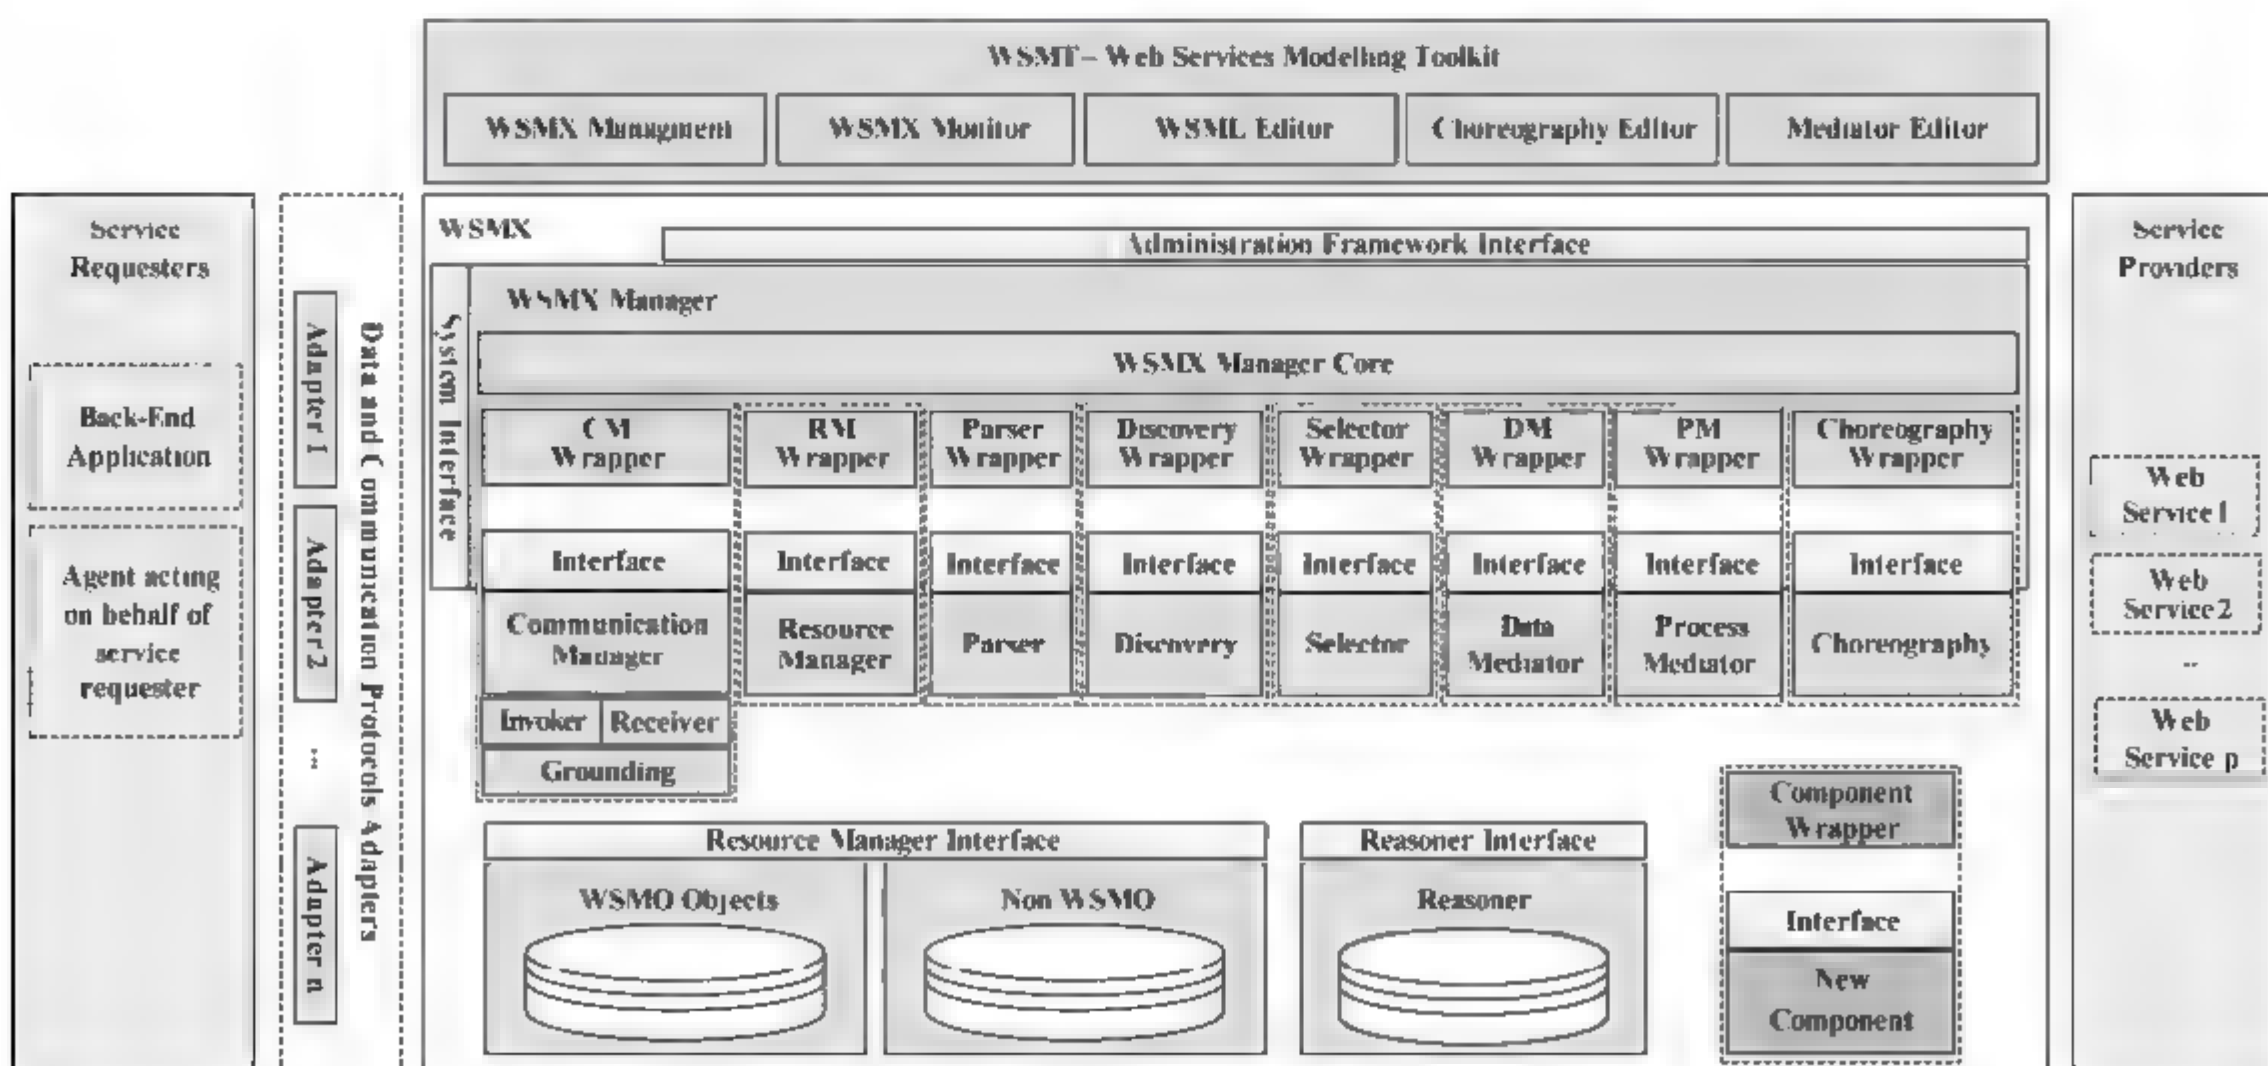 WSMT – Web Services Modelling Toolkit
WSMX Managment
WSMX Monitor
WSML Editor
Choreography Editor
Mediator Editor
Service
Requesters
Back-End
Application
Agent acting
on behalf of
service
requester
Adapter 1
Adapter 2
...
Adapter n
Data and Communication Protocols Adapters
WSMX
Administration Framework Interface
System Interface
WSMX Manager
WSMX Manager Core
CM
Wrapper
RM
Wrapper
Parser
Wrapper
Discovery
Wrapper
Selector
Wrapper
DM
Wrapper
PM
Wrapper
Choreography
Wrapper
Interface
Interface
Interface
Interface
Interface
Interface
Interface
Interface
Communication
Manager
Resource
Manager
Parser
Discovery
Selector
Data
Mediator
Process
Mediator
Choreography
Invoker
Receiver
Grounding
Resource Manager Interface
WSMO Objects
Non WSMO
Reasoner Interface
Reasoner
Component
Wrapper
Interface
New
Component
Service
Providers
Web
Service 1
Web
Service 2
..
Web
Service p